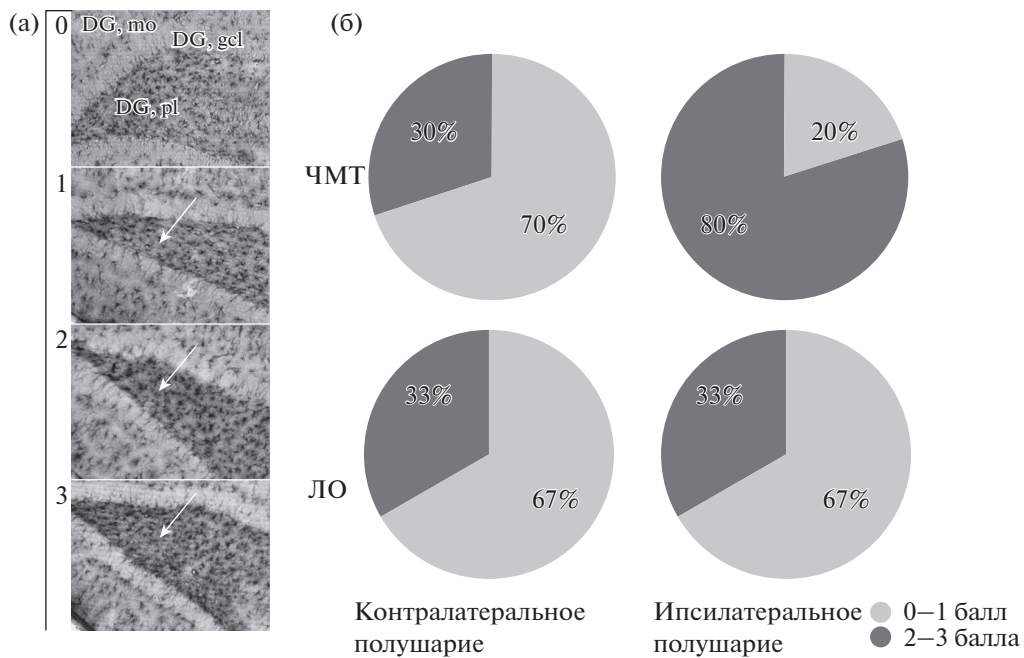 (а)
0
DG, mo
DG, gcl
DG, pl
1
2
3
(б)
ЧМТ
30%
70%
20%
80%
ЛО
33%
67%
33%
67%
Контралатеральное
полушарие
Ипсилатеральное
полушарие
0–1 балл
2–3 балла